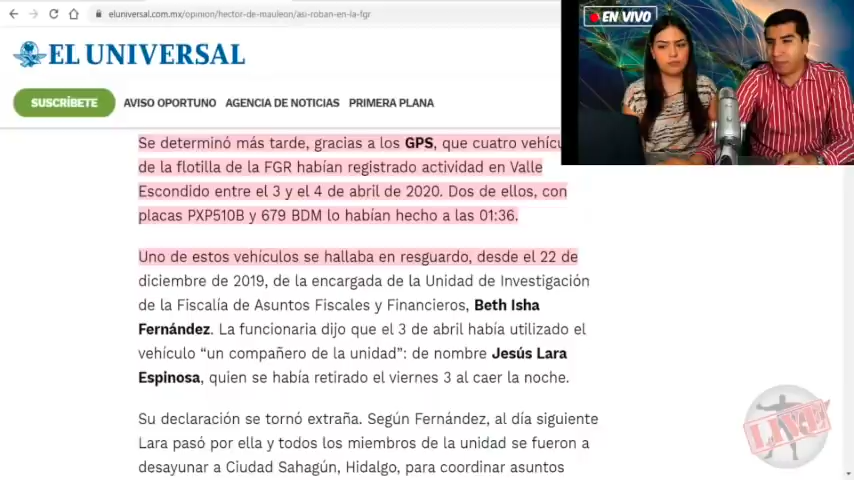 eluniversal.com.mx/opinion/hector-de-mauleon/asi-roban-en-la-fgr
EN VIVO
EL UNIVERSAL
SUSCRÍBETE AVISO OPORTUNO AGENCIA DE NOTICIAS PRIMERA PLANA
Se determinó más tarde, gracias a los GPS, que cuatro
de la flotilla de la FGR habían registrado actividad en Valle
Escondido entre el 3 y el 4 de abril de 2020. Dos de ellos, con
placas PXP510B y 679 BDM lo habían hecho a las 01:36.
Uno de estos vehículos se hallaba en resguardo, desde el 22 de
diciembre de 2019, de la encargada de la Unidad de Investigación
de la Fiscalía de Asuntos Fiscales y Financieros, Beth Isha
Fernández. La funcionaria dijo que el 3 de abril había utilizado el
vehículo “un compañero de la unidad”: de nombre Jesús Lara
Espinosa, quien se había retirado el viernes 3 al caer la noche.
Su declaración se tornó extraña. Según Fernández, al día siguiente
Lara pasó por ella y todos los miembros de la unidad se fueron a
desayunar a Ciudad Sahagún, Hidalgo, para coordinar asuntos
LIVE